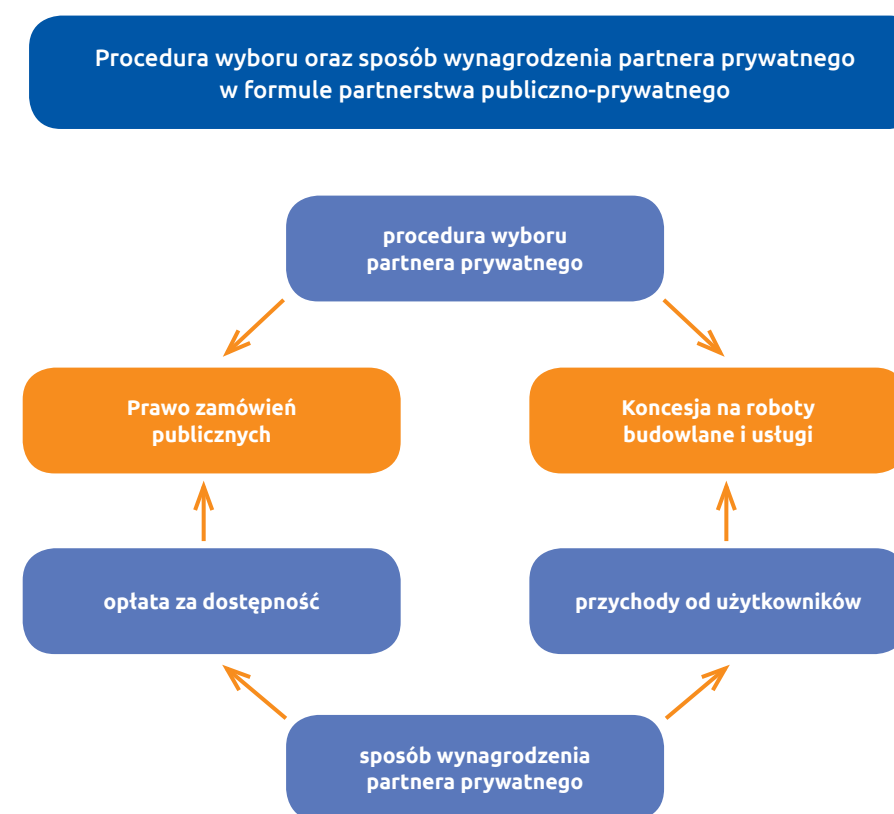 Procedura wyboru oraz sposób wynagrodzenia partnera prywatnego
w formule partnerstwa publiczno-prywatnego
procedura wyboru
partnera prywatnego
Prawo zamówień
publicznych
Koncesja na roboty
budowlane i usługi
opłata za dostępność
przychody od użytkowników
sposób wynagrodzenia
partnera prywatnego